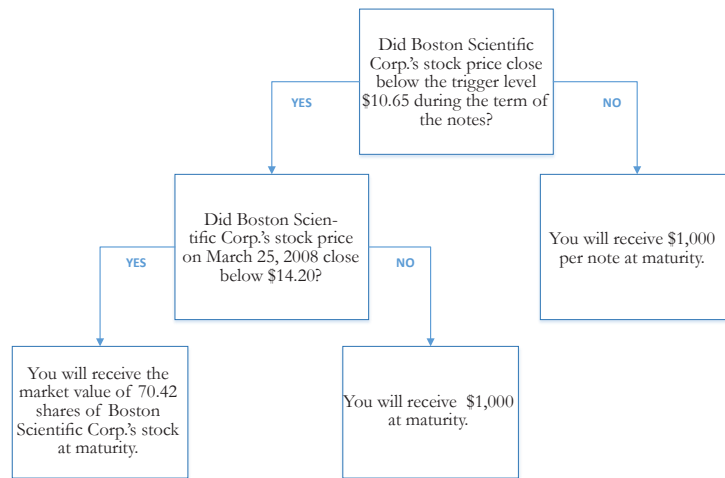 Did Boston Scientific
Corp.'s stock price close
below the trigger level
$10.65 during the term of
the notes?
YES
NO
Did Boston Scien-
tific Corp.'s stock price
on March 25, 2008 close
below $14.20?
You will receive $1,000
per note at maturity.
YES
NO
You will receive the
market value of 70.42
shares of Boston
Scientific Corp.'s stock
at maturity.
You will receive $1,000
at maturity.